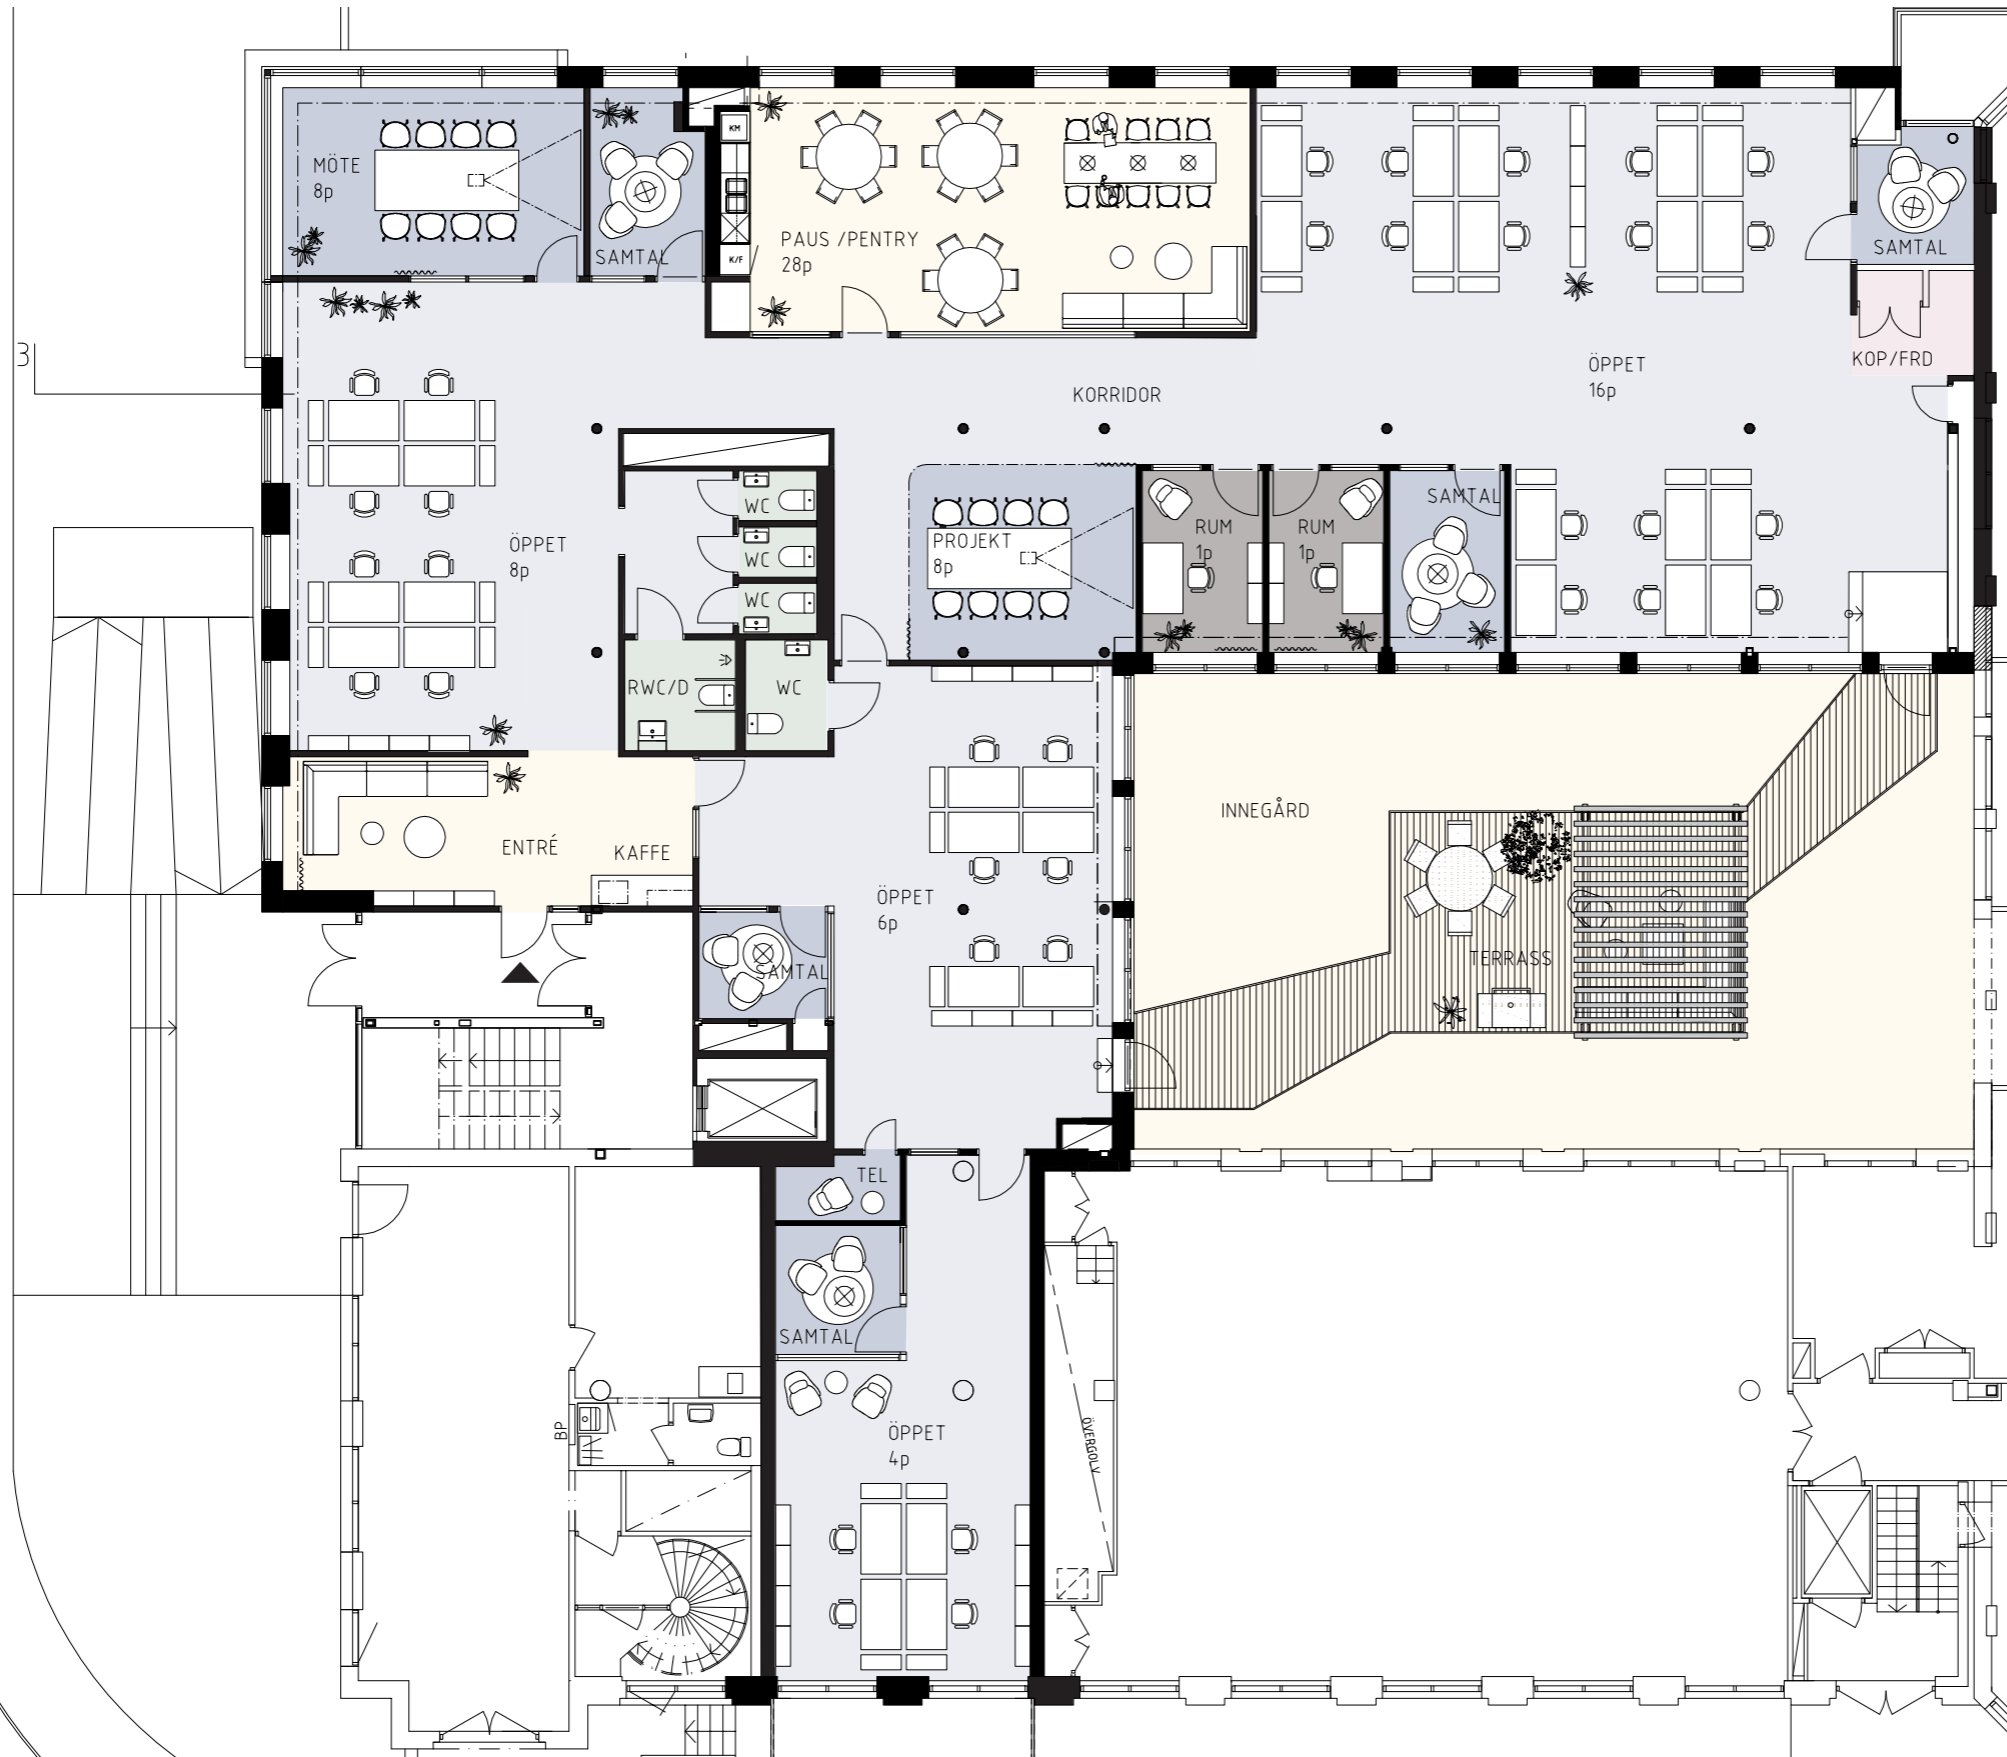 KM
MÖTE
8p
PAUS /PENTRY
28p
SAMTAL
K/F
SAMTAL
3
KOP/FRD
ÖPPET
16p
KORRIDOR
SAMTAL
WC
RUM
1p
RUM
1p
ÖPPET
8p
PROJEKT
8p
WC
WC
RWC/D
WC
INNEGÅRD
ENTRÉ
KAFFE
ÖPPET
6p
SAMTAL
TERRASS
TEL
SAMTAL
ÖPPET
4p
BP
ÖVERGOLV